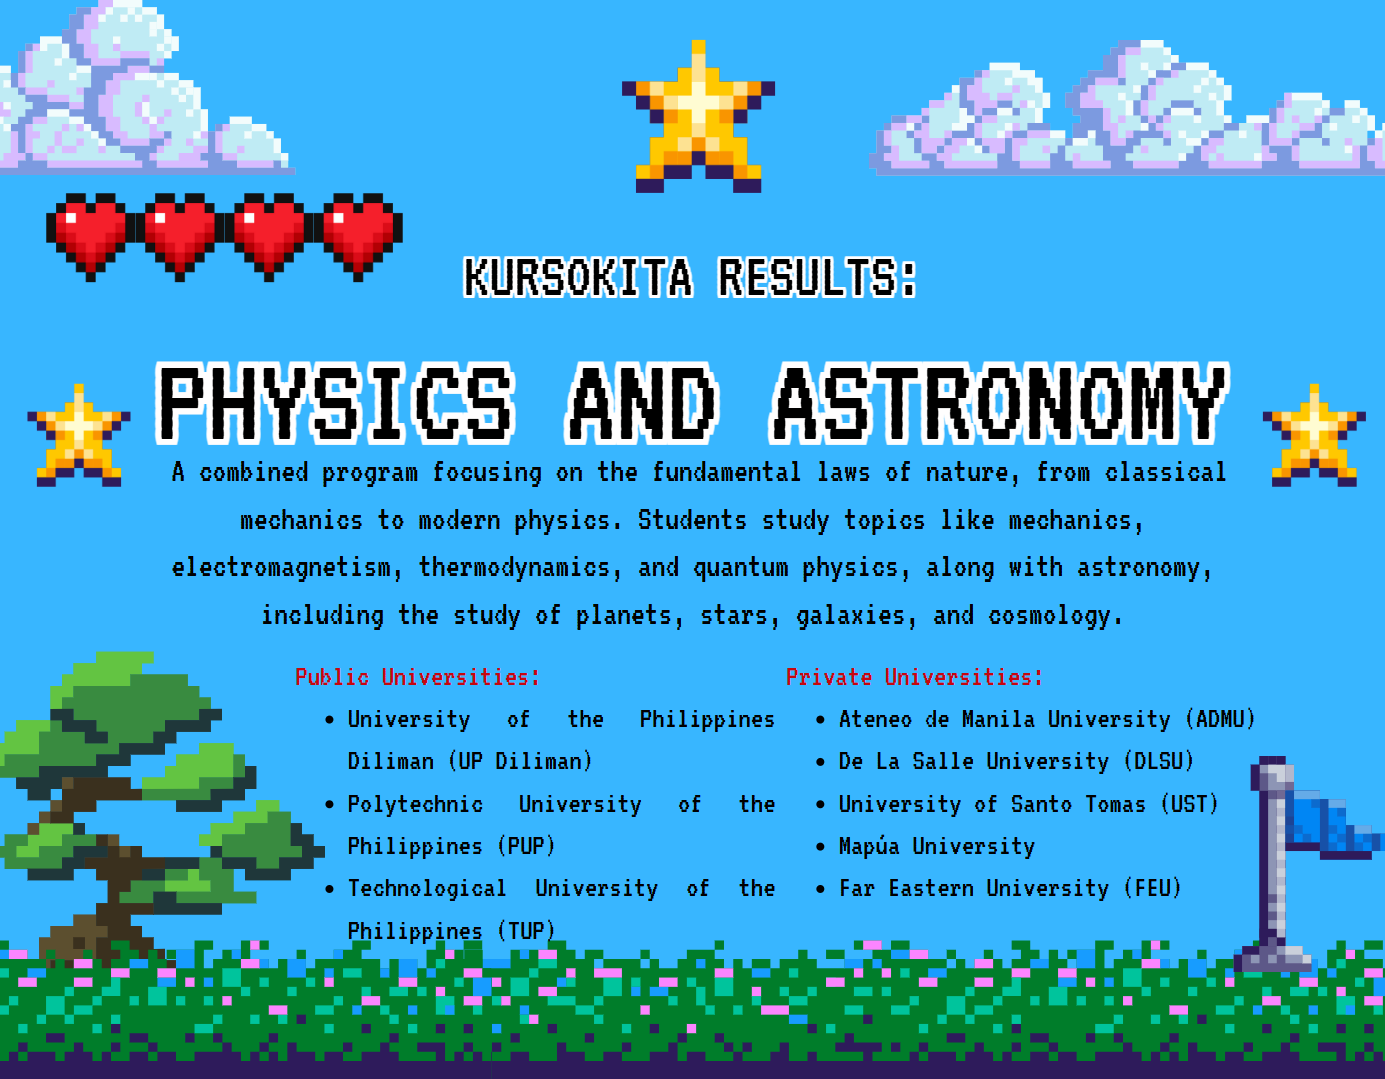 KURSOKITA RESULTS:
PHYSICS AND ASTRONOMY
A combined program focusing on the fundamental laws of nature, from classical
mechanics to modern physics. Students study topics like mechanics,
electromagnetism, thermodynamics, and quantum physics, along with astronomy,
including the study of planets, stars, galaxies, and cosmology.
Public Universities:
• University of the Philippines
Diliman (UP Diliman)
• Polytechnic University of the
Philippines (PUP)
• Technological University of the
Philippines (TUP)
Private Universities:
• Ateneo de Manila University (ADMU)
• De La Salle University (DLSU)
• University of Santo Tomas (UST)
• Mapúa University
• Far Eastern University (FEU)